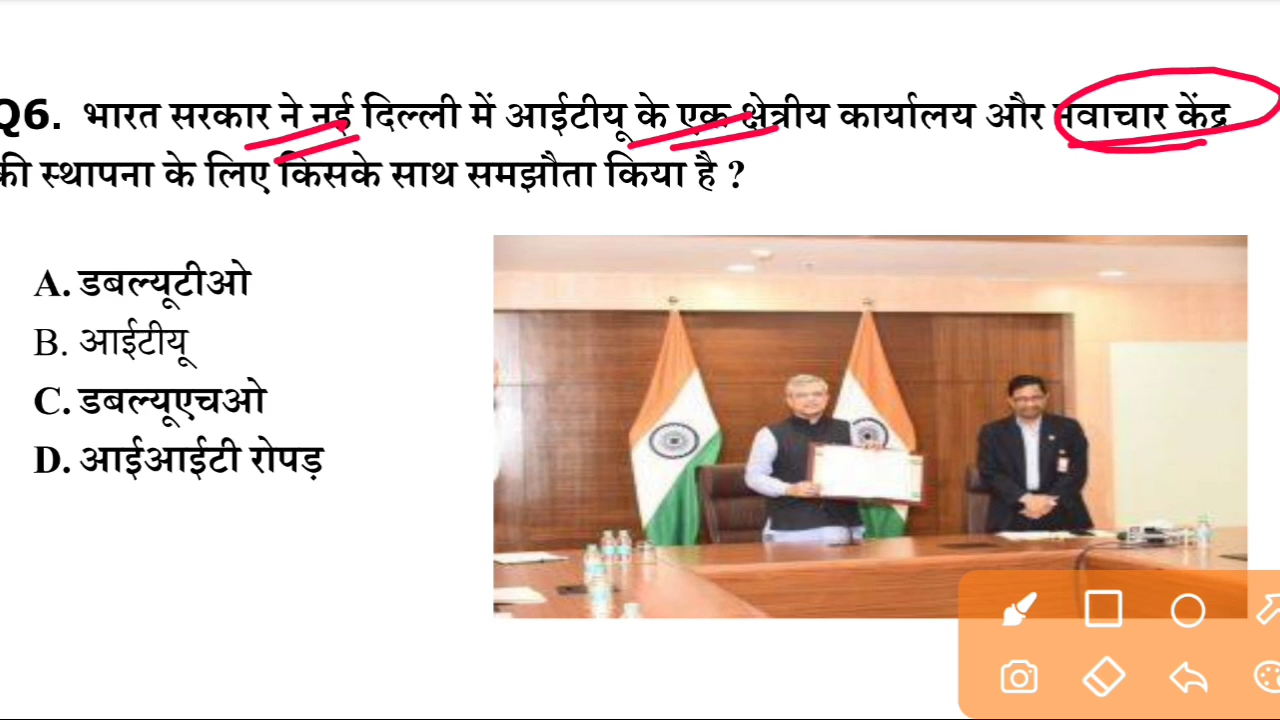 Q6. भारत सरकार ने नई दिल्ली में आईटीयू के एक क्षेत्रीय कार्यालय और नवाचार केंद्र
की स्थापना के लिए किसके साथ समझौता किया है ?
A. डबल्यूटीओ
B. आईटीयू
C. डबल्यूएचओ
D. आईआईटी रोपड़